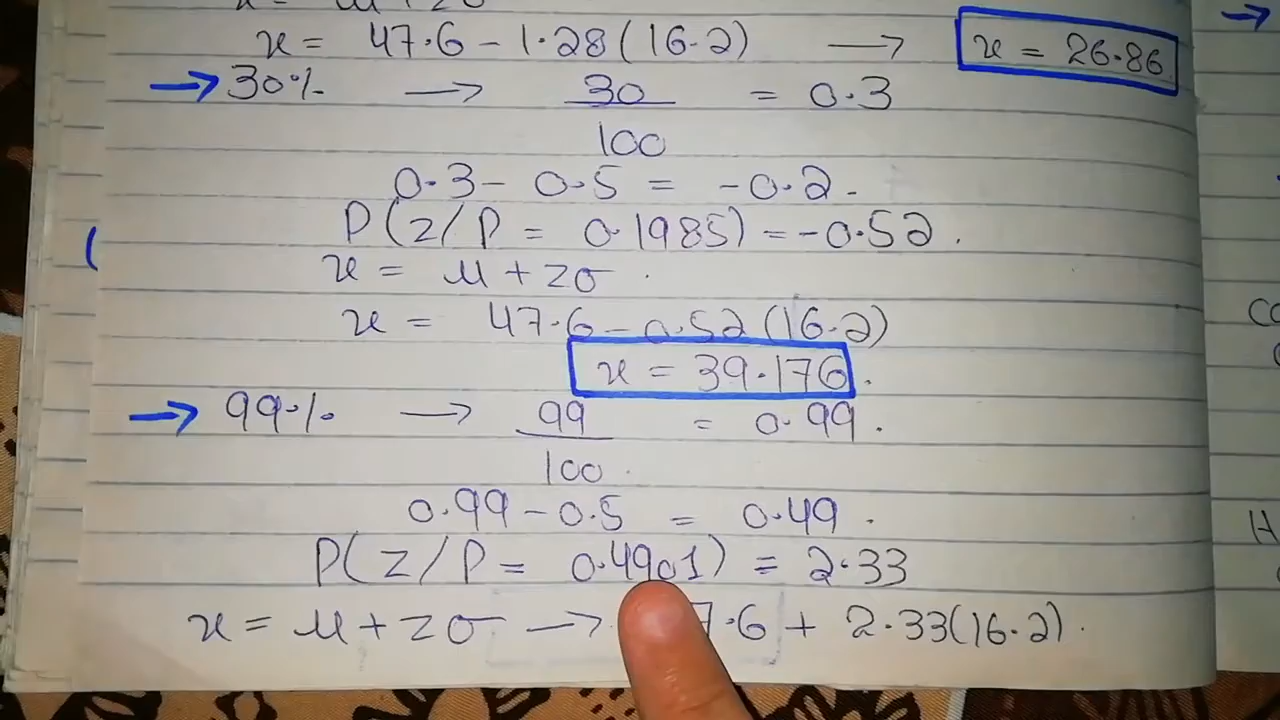 x = 47.6 - 1.28(16.2) → x = 26.86
→ 30% → 30 = 0.3
100
0.3 - 0.5 = -0.2.
P(Z/P = 0.1985) = -0.52.
x = μ + zσ.
x = 47.6 - 0.52(16.2)
x = 39.176.
→ 99% → 99 = 0.99.
100.
0.99 - 0.5 = 0.49.
P(Z/P = 0.4901) = 2.33
x = μ + zσ → 7.6 + 2.33(16.2).